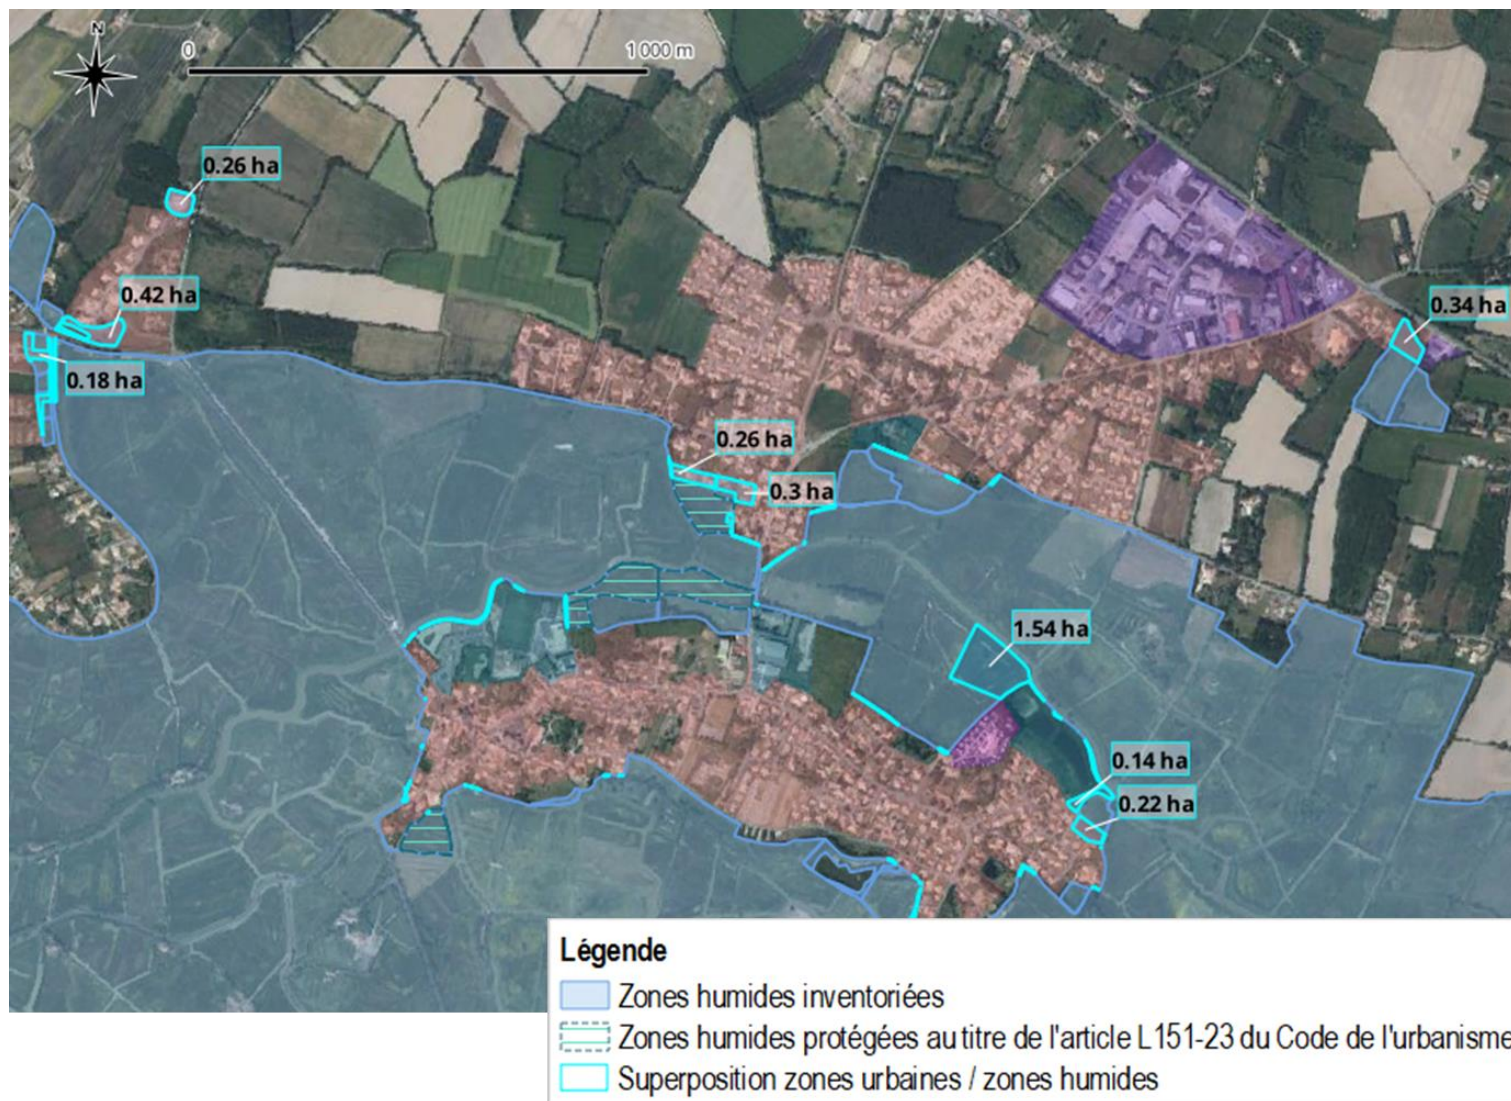 N
0 1 000 m
0.26 ha
0.42 ha
0.34 ha
0.18 ha
0.26 ha
0.3 ha
1.54 ha
0.14 ha
0.22 ha
Légende
Zones humides inventoriées
Zones humides protégées au titre de l'article L151-23 du Code de l'urbanisme
Superposition zones urbaines / zones humides